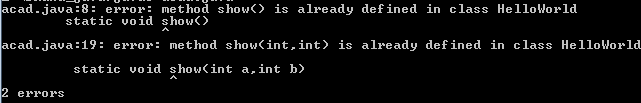 acad.java:8: error: method show() is already defined in class HelloWorld
static void show()
^
acad.java:19: error: method show(int,int) is already defined in class HelloWorld
static void show(int a,int b)
^
2 errors